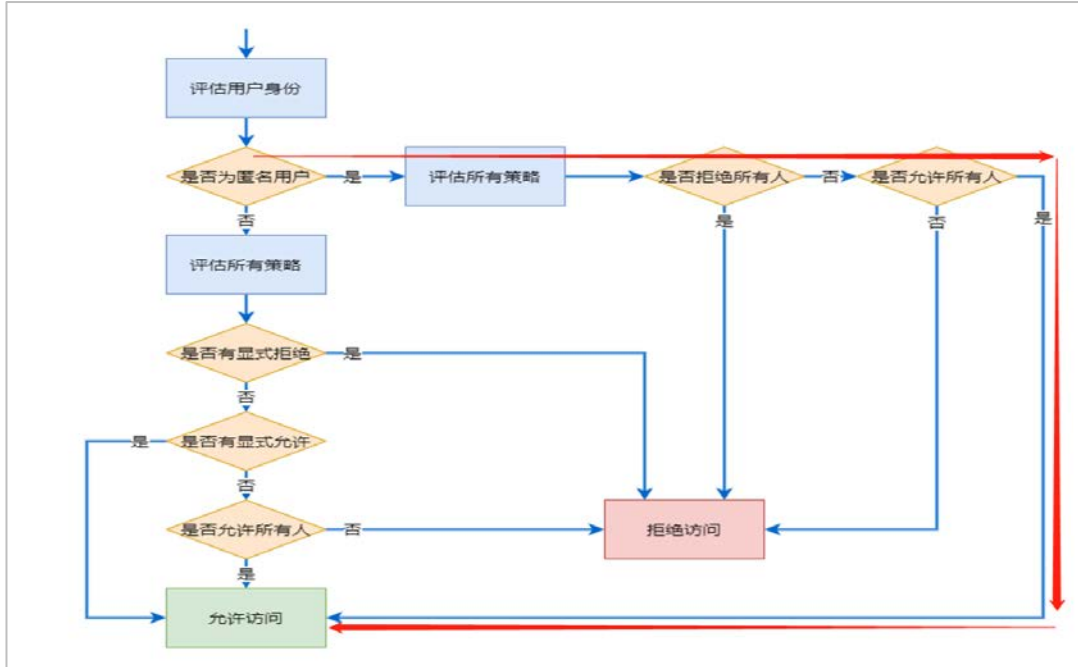 评估用户身份
是否为匿名用户
是
评估所有策略
是否拒绝所有人
否
是否允许所有人
否
是
否
是
评估所有策略
是否有显式拒绝
是
否
是
是否有显式允许
否
是否允许所有人
否
拒绝访问
是
允许访问